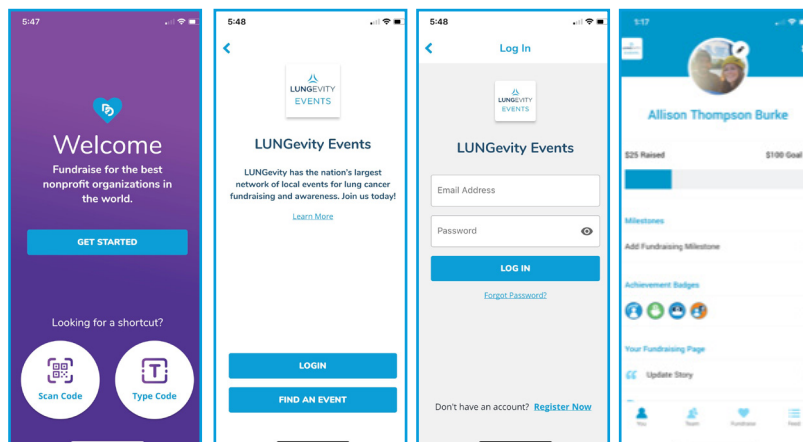 5:47
Welcome
Fundraise for the best
nonprofit organizations in
the world.
GET STARTED
Looking for a shortcut?
Scan Code
T
Type Code
5:48
LUNGEVITY
EVENTS
LUNGevity Events
LUNGevity has the nation's largest
network of local events for lung cancer
fundraising and awareness. Join us today!
Learn More
LOGIN
FIND AN EVENT
5:48
Log In
LUNGEVITY
EVENTS
LUNGevity Events
Email Address
Password
LOG IN
Forgot Password?
Don't have an account? Register Now
5:17
Allison Thompson Burke
$25 Raised
$100 Goal
Milestones
Add Fundraising Milestone
Achievement Badges
Your Fundraising Page
Update Story
You
Team
Fundraise
Feed